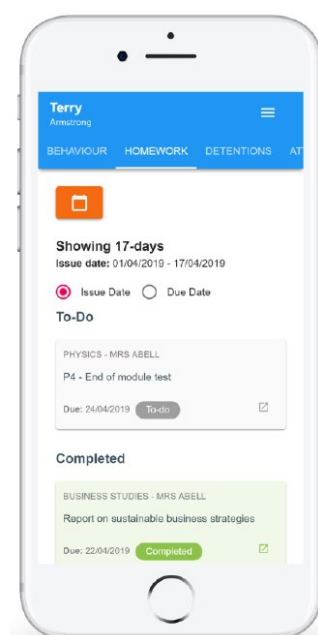 Terry
Armstrong
BEHAVIOUR HOMEWORK DETENTIONS AT
Showing 17-days
Issue date: 01/04/2019 - 17/04/2019
Issue Date Due Date
To-Do
PHYSICS - MRS ABELL
P4 - End of module test
Due: 24/04/2019 To-do
Completed
BUSINESS STUDIES - MRS ABELL
Report on sustainable business strategies
Due: 22/04/2019 Completed